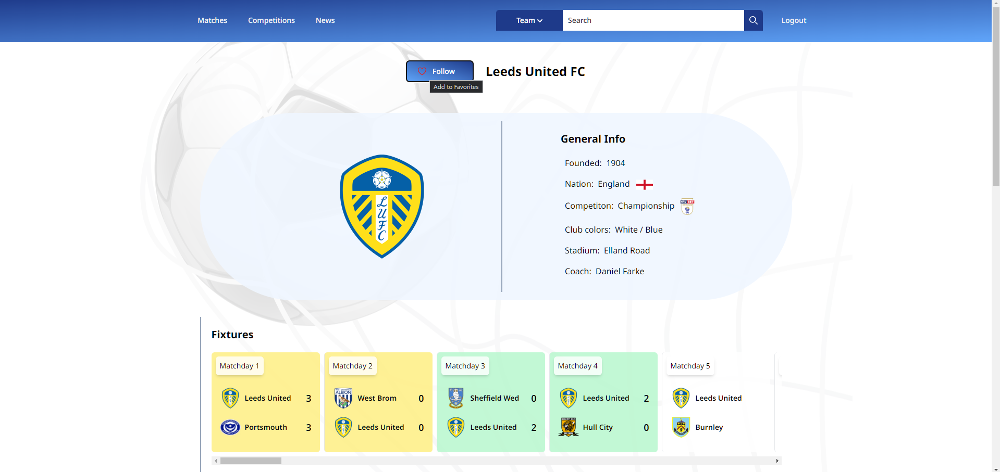 Matches Competitions News Team Search Logout
Follow Leeds United FC
Add to Favorites
General Info
Founded: 1904
Nation: England
Competiton: Championship
Club colors: White / Blue
Stadium: Elland Road
Coach: Daniel Farke
LUFC
Fixtures
Matchday 1
Leeds United 3
Portsmouth 3
Matchday 2
West Brom 0
Leeds United 0
Matchday 3
Sheffield Wed 0
Leeds United 2
Matchday 4
Leeds United 2
Hull City 0
Matchday 5
Leeds United
Burnley